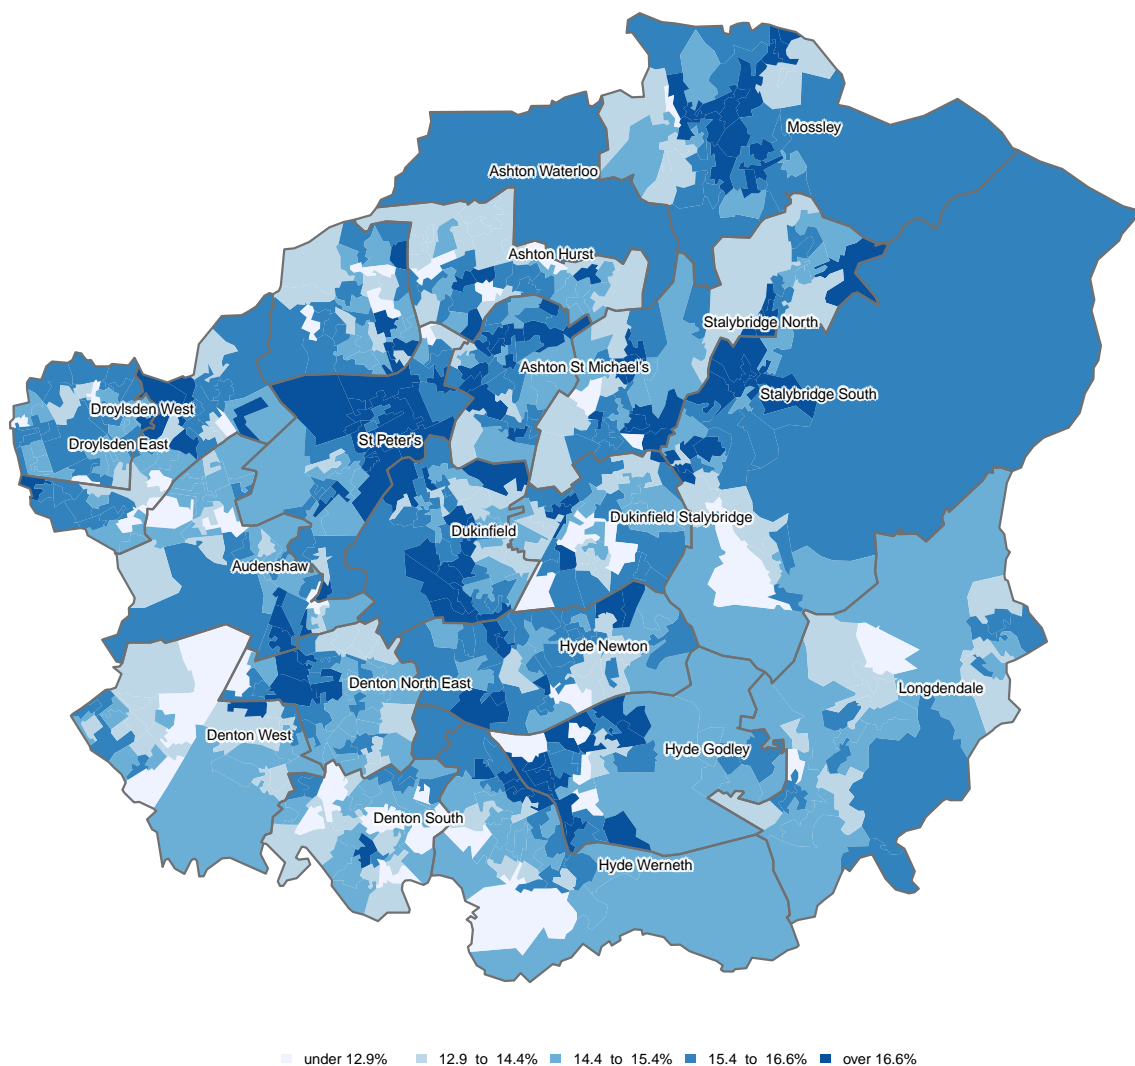 Mossley
Ashton Waterloo
Ashton Hurst
Stalybridge North
Ashton St Michael's
Stalybridge South
Droylsden West
Droylsden East
St Peter's
Dukinfield Stalybridge
Dukinfield
Audenshaw
Hyde Newton
Denton North East
Longdendale
Denton West
Hyde Godley
Denton South
Hyde Werneth
under 12.9% 12.9 to 14.4% 14.4 to 15.4% 15.4 to 16.6% over 16.6%